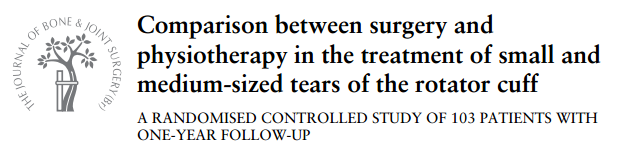 THE JOURNAL OF BONE & JOINT SURGERY (Br)
Comparison between surgery and
physiotherapy in the treatment of small and
medium-sized tears of the rotator cuff
A RANDOMISED CONTROLLED STUDY OF 103 PATIENTS WITH
ONE-YEAR FOLLOW-UP